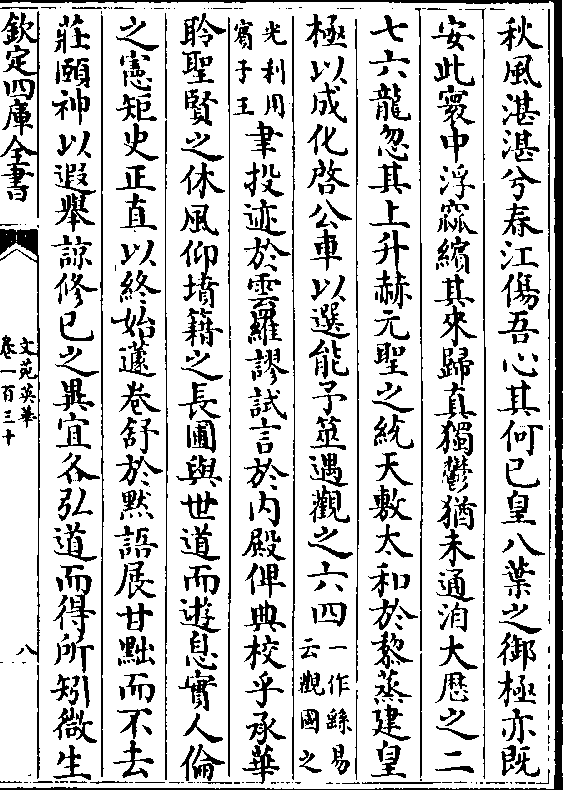 秋風湛湛兮春江傷吾心其何已皇八葉之御極亦既
安此寰中浮窳繽其來歸真獨鬱猶未通洎大厯之二
七六龍忽其上升赫元聖之統天敷太和於黎蒸建皇
極以成化啓公車以選能予筮遇觀之六四一作繇易云觀國之
光利用賓于王聿投迹於雲羅謬試言於内殿俾典校乎承華
聆聖賢之休風仰墳籍之長圃與世道而遊息實人倫
之憲矩史正直以終始蘧卷舒於黙語展甘黜而不去
莊頤神以遐舉諒修已之異宜各弘道而得所矧微生
欽定四庫全書
文苑英華
卷一百三十
八